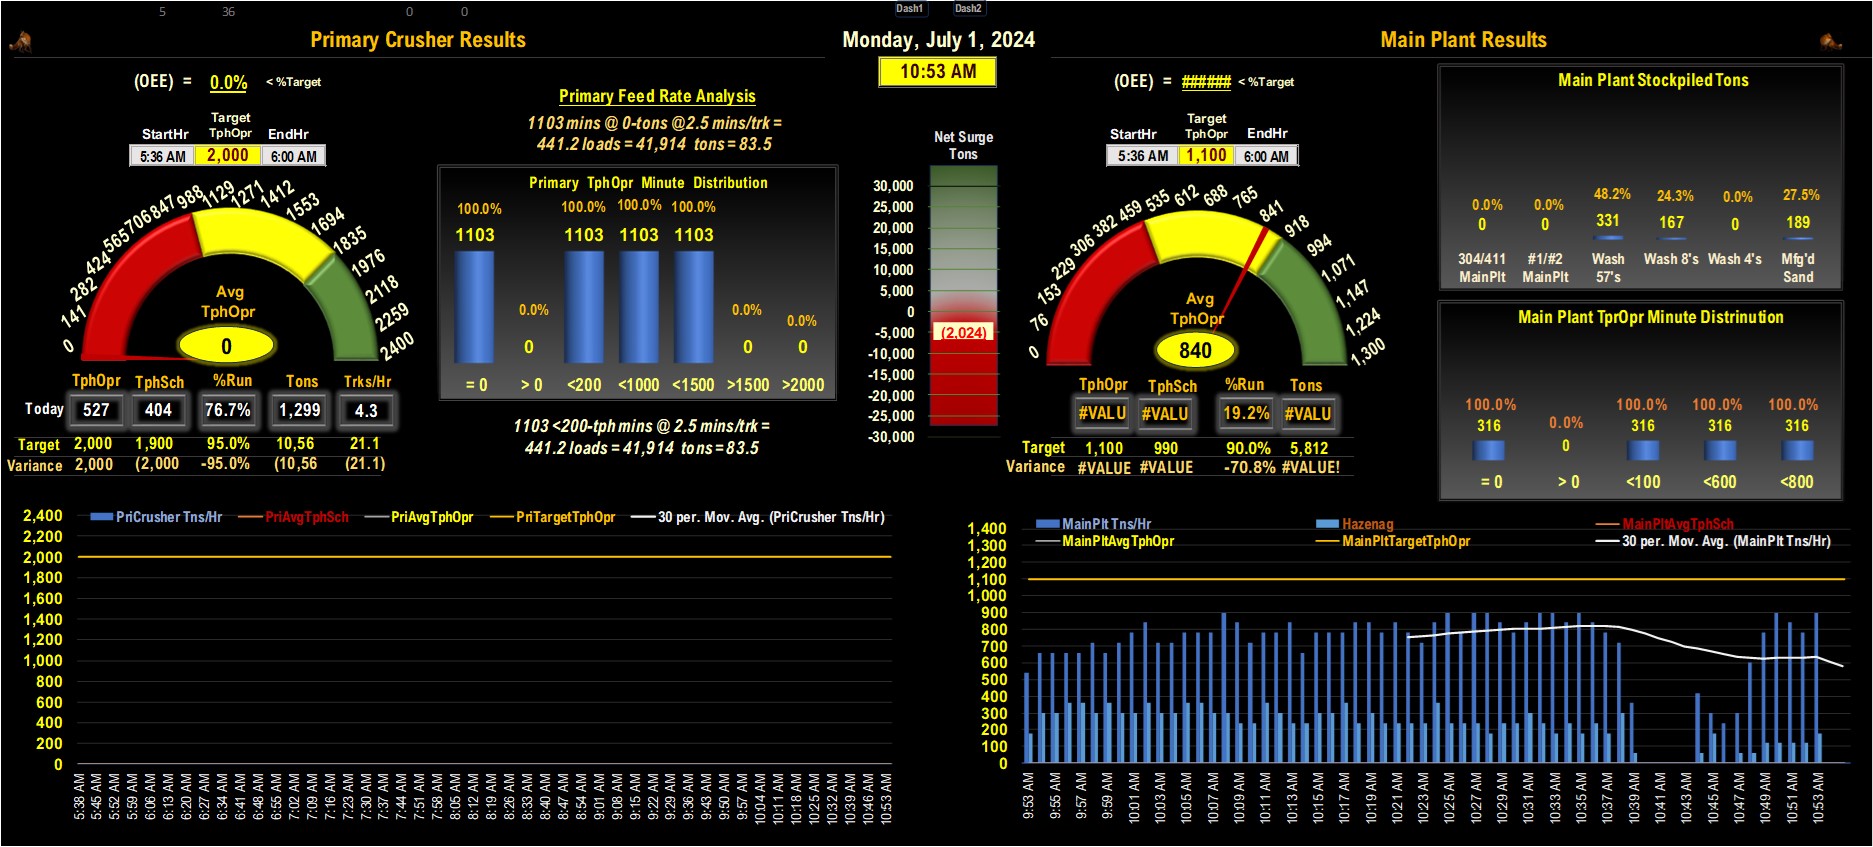 5 36 0 0 Dash1 Dash2
Primary Crusher Results
Monday, July 1, 2024
Main Plant Results
10:53 AM
(OEE) = 0.0% < %Target
Target
StartHr TphOpr EndHr
5:36 AM 2,000 6:00 AM
0 141 282 424 565 706 847 988 1129 1271 1412 1553 1694 1835 1976 2118 2259 2400
Avg
TphOpr
0
TphOpr TphSch %Run Tons Trks/Hr
Today 527 404 76.7% 1,299 4.3
Target 2,000 1,900 95.0% 10,56 21.1
Variance 2,000 (2,000 -95.0% (10,56 (21.1)
Primary Feed Rate Analysis
1103 mins @ 0-tons @2.5 mins/trk =
441.2 loads = 41,914 tons = 83.5
Primary TphOpr Minute Distribution
100.0% 0.0% 100.0% 100.0% 100.0% 0.0% 0.0%
1103 0 1103 1103 1103 0 0
= 0 > 0 <200 <1000 <1500 >1500 >2000
1103 <200-tph mins @ 2.5 mins/trk =
441.2 loads = 41,914 tons = 83.5
Net Surge
Tons
30,000
25,000
20,000
15,000
10,000
5,000
0
-5,000
-10,000
-15,000
-20,000
-25,000
-30,000
(2,024)
(OEE) = ###### < %Target
Target
StartHr TphOpr EndHr
5:36 AM 1,100 6:00 AM
0 76 153 229 306 382 459 535 612 688 765 841 918 994 1,071 1,147 1,224 1,300
Avg
TphOpr
840
TphOpr TphSch %Run Tons
#VALU #VALU 19.2% #VALU
Target 1,100 990 90.0% 5,812
Variance #VALUE #VALUE -70.8% #VALUE!
Main Plant Stockpiled Tons
0.0% 0.0% 48.2% 24.3% 0.0% 27.5%
0 0 331 167 0 189
304/411 #1/#2 Wash Wash 8's Wash 4's Mfg'd
MainPlt MainPlt 57's Sand
Main Plant TprOpr Minute Distrinution
100.0% 0.0% 100.0% 100.0% 100.0%
316 0 316 316 316
= 0 > 0 <100 <600 <800
PriCrusher Tns/Hr PriAvgTphSch PriAvgTphOpr PriTargetTphOpr 30 per. Mov. Avg. (PriCrusher Tns/Hr)
2,400
2,200
2,000
1,800
1,600
1,400
1,200
1,000
800
600
400
200
0
5:38 AM 5:45 AM 5:52 AM 5:59 AM 6:06 AM 6:13 AM 6:20 AM 6:27 AM 6:34 AM 6:41 AM 6:48 AM 6:55 AM 7:02 AM 7:09 AM 7:16 AM 7:23 AM 7:30 AM 7:37 AM 7:44 AM 7:51 AM 7:58 AM 8:05 AM 8:12 AM 8:19 AM 8:26 AM 8:33 AM 8:40 AM 8:47 AM 8:54 AM 9:01 AM 9:08 AM 9:15 AM 9:22 AM 9:29 AM 9:36 AM 9:43 AM 9:50 AM 9:57 AM 10:04 AM 10:11 AM 10:18 AM 10:25 AM 10:32 AM 10:39 AM 10:46 AM 10:53 AM
MainPlt Tns/Hr Hazenag MainPltAvgTphSch
MainPltAvgTphOpr MainPltTargetTphOpr 30 per. Mov. Avg. (MainPlt Tns/Hr)
1,400
1,300
1,200
1,100
1,000
900
800
700
600
500
400
300
200
100
0
9:53 AM 9:55 AM 9:57 AM 9:59 AM 10:01 AM 10:03 AM 10:05 AM 10:07 AM 10:09 AM 10:11 AM 10:13 AM 10:15 AM 10:17 AM 10:19 AM 10:21 AM 10:23 AM 10:25 AM 10:27 AM 10:29 AM 10:31 AM 10:33 AM 10:35 AM 10:37 AM 10:39 AM 10:41 AM 10:43 AM 10:45 AM 10:47 AM 10:49 AM 10:51 AM 10:53 AM